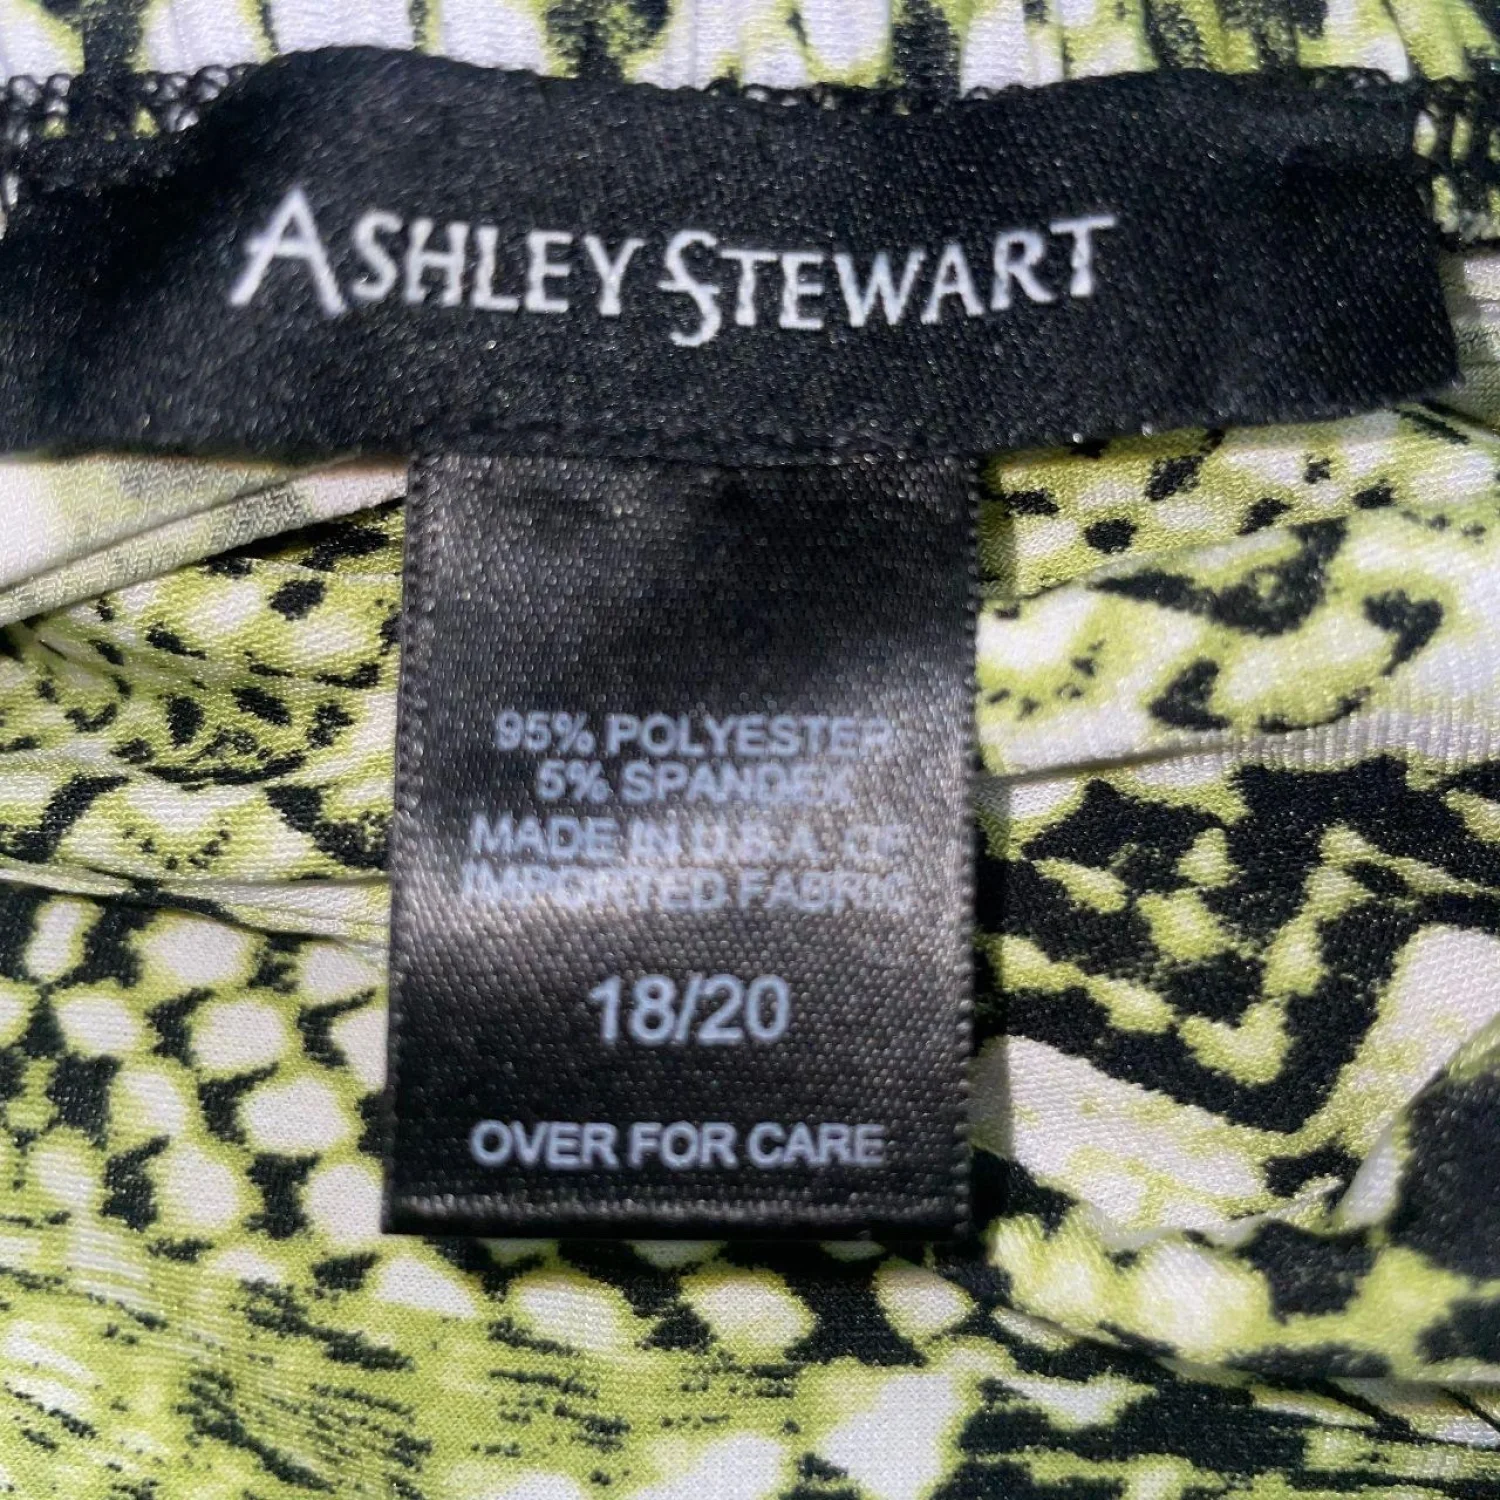 ASHLEY STEWART
95% POLYESTER
5% SPANDEX
MADE IN U.S.A. OF
IMPORTED FABRIC
18/20
OVER FOR CARE